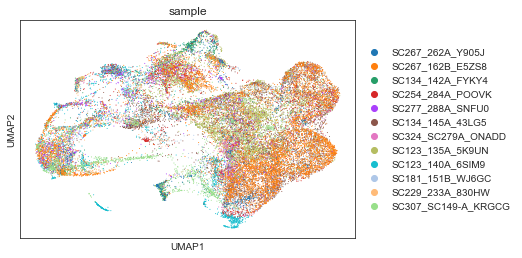 sample
UMAP2
UMAP1
SC267_262A_Y905J
SC267_162B_E5ZS8
SC134_142A_FYKY4
SC254_284A_POOVK
SC277_288A_SNFU0
SC134_145A_43LG5
SC324_SC279A_ONADD
SC123_135A_5K9UN
SC123_140A_6SIM9
SC181_151B_WJ6GC
SC229_233A_830HW
SC307_SC149-A_KRGCG